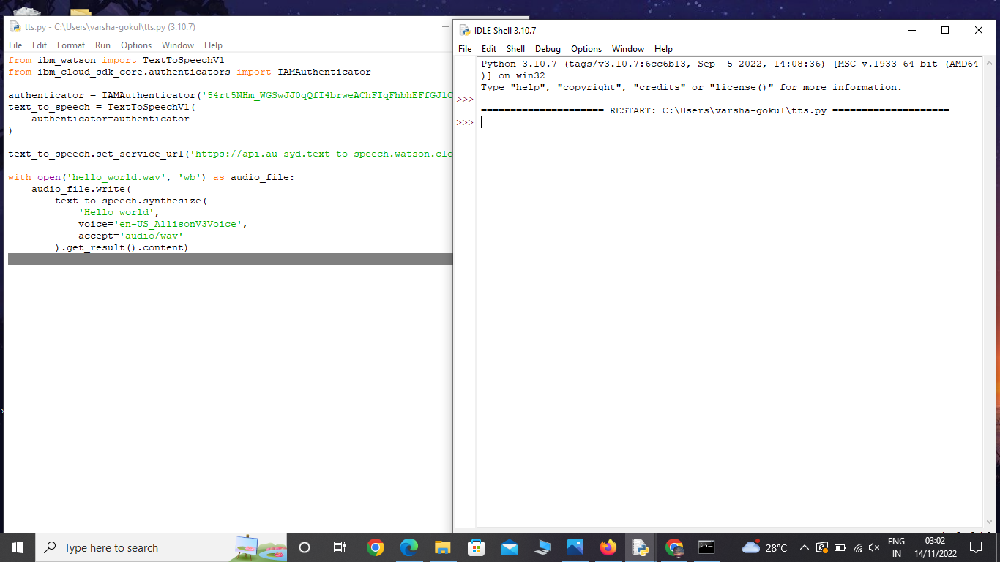 tts.py - C:\Users\varsha-gokul\tts.py (3.10.7)
File Edit Format Run Options Window Help
from ibm_watson import TextToSpeechV1
from ibm_cloud_sdk_core.authenticators import IAMAuthenticator
authenticator = IAMAuthenticator('54rt5NHm_WGSwJJ0qQfI4brweAChFIqFhbhEFfGJlC
text_to_speech = TextToSpeechV1(
    authenticator=authenticator
)
text_to_speech.set_service_url('https://api.au-syd.text-to-speech.watson.clo
with open('hello_world.wav', 'wb') as audio_file:
    audio_file.write(
        text_to_speech.synthesize(
            'Hello world',
            voice='en-US_AllisonV3Voice',
            accept='audio/wav'
        ).get_result().content)
IDLE Shell 3.10.7
File Edit Shell Debug Options Window Help
Python 3.10.7 (tags/v3.10.7:6cc6b13, Sep  5 2022, 14:08:36) [MSC v.1933 64 bit (AMD64
)] on win32
Type "help", "copyright", "credits" or "license()" for more information.
>>>
===================== RESTART: C:\Users\varsha-gokul\tts.py ====================
>>>
Type here to search
28°C
ENG
IN
03:02
14/11/2022